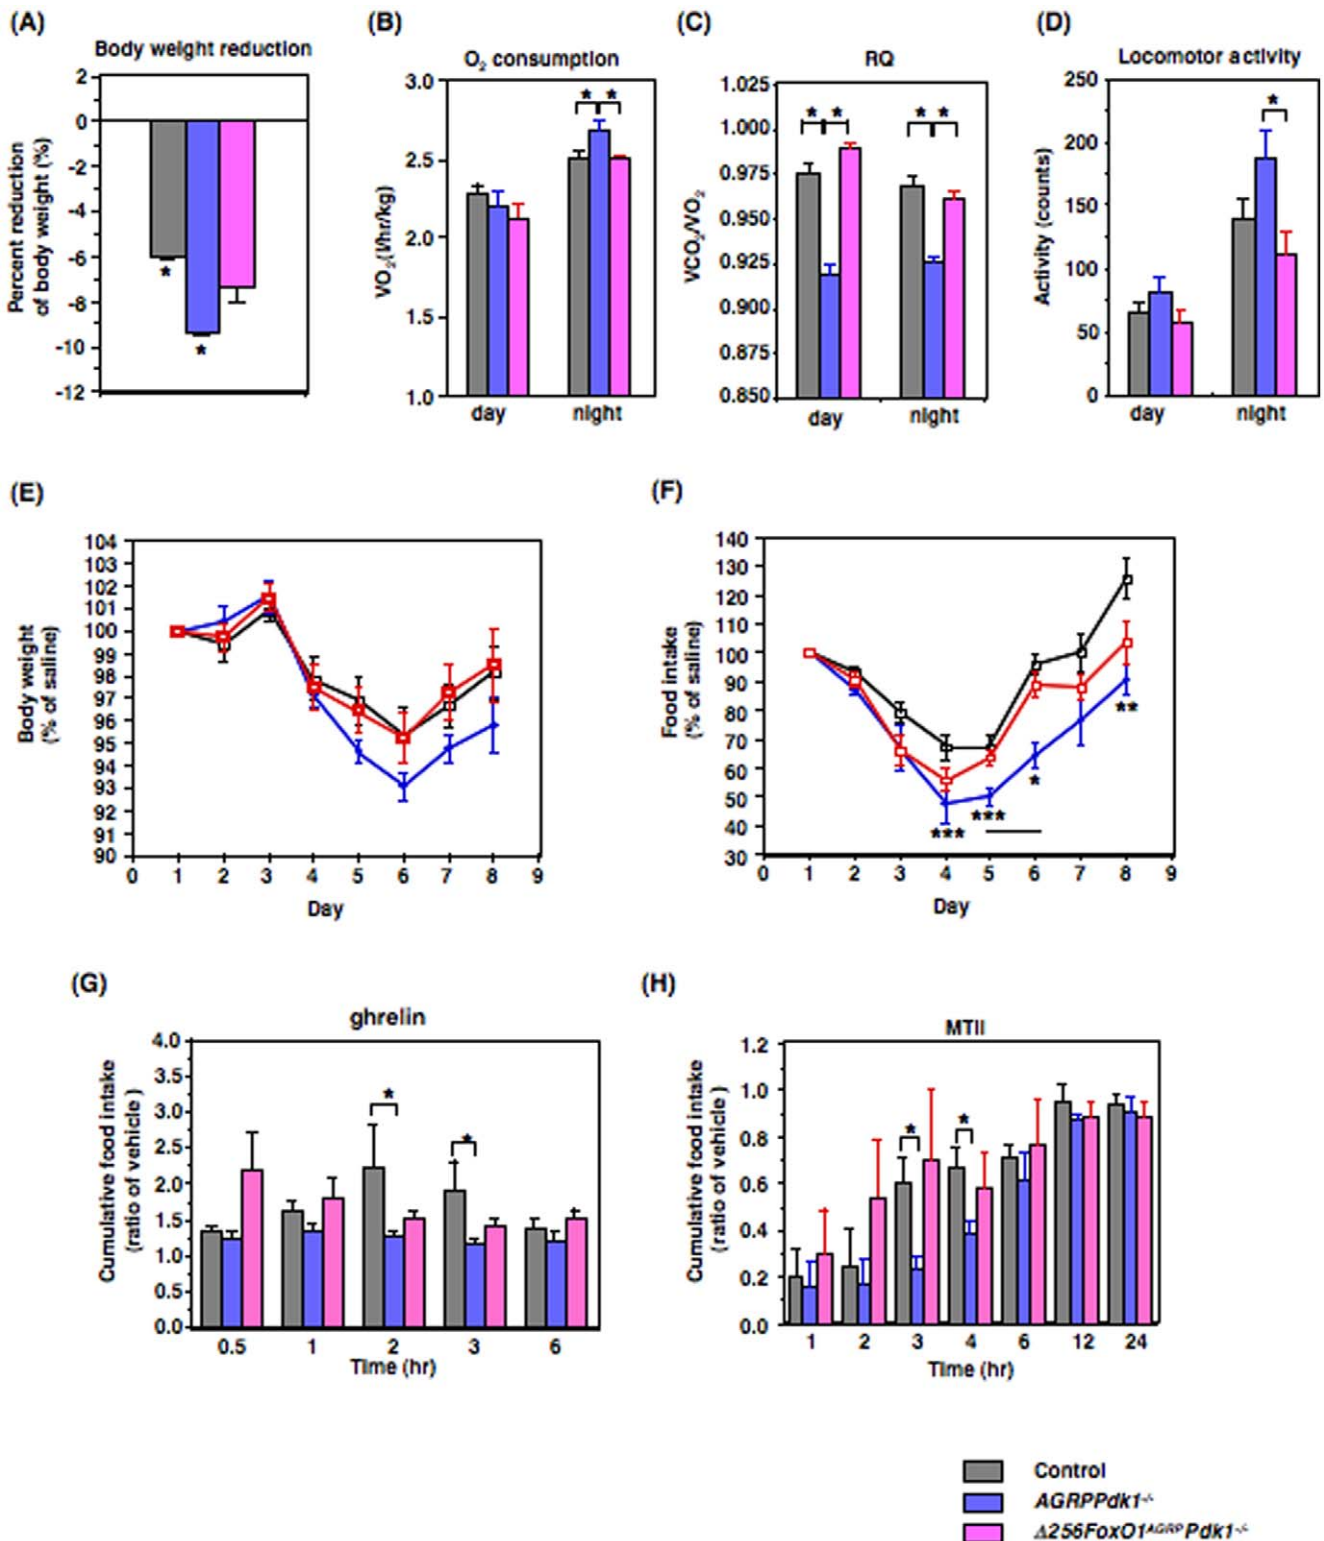 (A)
Body weight reduction
Percent reduction
of body weight (%)
2
0
-2
-4
-6
-8
-10
-12
*
*
(B)
O2 consumption
VO2(l/hr/kg)
3.0
2.5
2.0
1.5
1.0
* *
day night
(C)
RQ
VCO2/VO2
1.025
1.000
0.975
0.950
0.925
0.900
0.875
0.850
* * * *
day night
(D)
Locomotor activity
Activity (counts)
250
200
150
100
50
0
*
day night
(E)
Body weight
(% of saline)
104
103
102
101
100
99
98
97
96
95
94
93
92
91
90
0 1 2 3 4 5 6 7 8 9
Day
(F)
Food intake
(% of saline)
140
130
120
110
100
90
80
70
60
50
40
30
*** *** * **
0 1 2 3 4 5 6 7 8 9
Day
(G)
ghrelin
Cumulative food intake
(ratio of vehicle)
4.0
3.5
3.0
2.5
2.0
1.5
1.0
0.5
0.0
* *
0.5 1 2 3 6
Time (hr)
(H)
MTII
Cumulative food intake
(ratio of vehicle)
1.2
1.0
0.8
0.6
0.4
0.2
0.0
* *
1 2 3 4 6 12 24
Time (hr)
Control
AGRPPdk1-/-
Δ256FoxO1AGRP Pdk1-/-